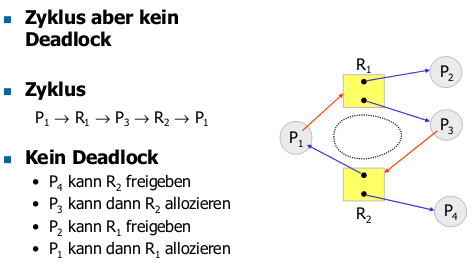 Zyklus aber kein
Deadlock
Zyklus
P₁ → R₁ → P₃ → R₂ → P₁
Kein Deadlock
• P₄ kann R₂ freigeben
• P₃ kann dann R₂ allozieren
• P₂ kann R₁ freigeben
• P₁ kann dann R₁ allozieren
R₁
P₂
P₃
P₁
P₄
R₂